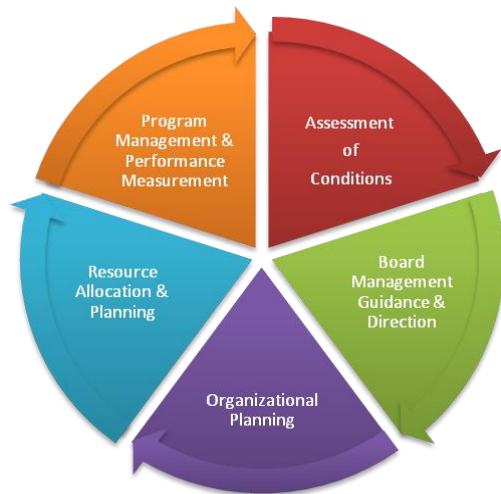 Assessment
of
Conditions
Board
Management
Guidance &
Direction
Organizational
Planning
Resource
Allocation &
Planning
Program
Management &
Performance
Measurement